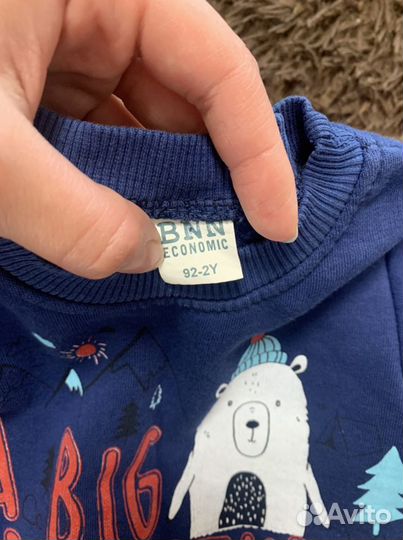 BNN
ECONOMIC
92-2Y
A BIG
Avito